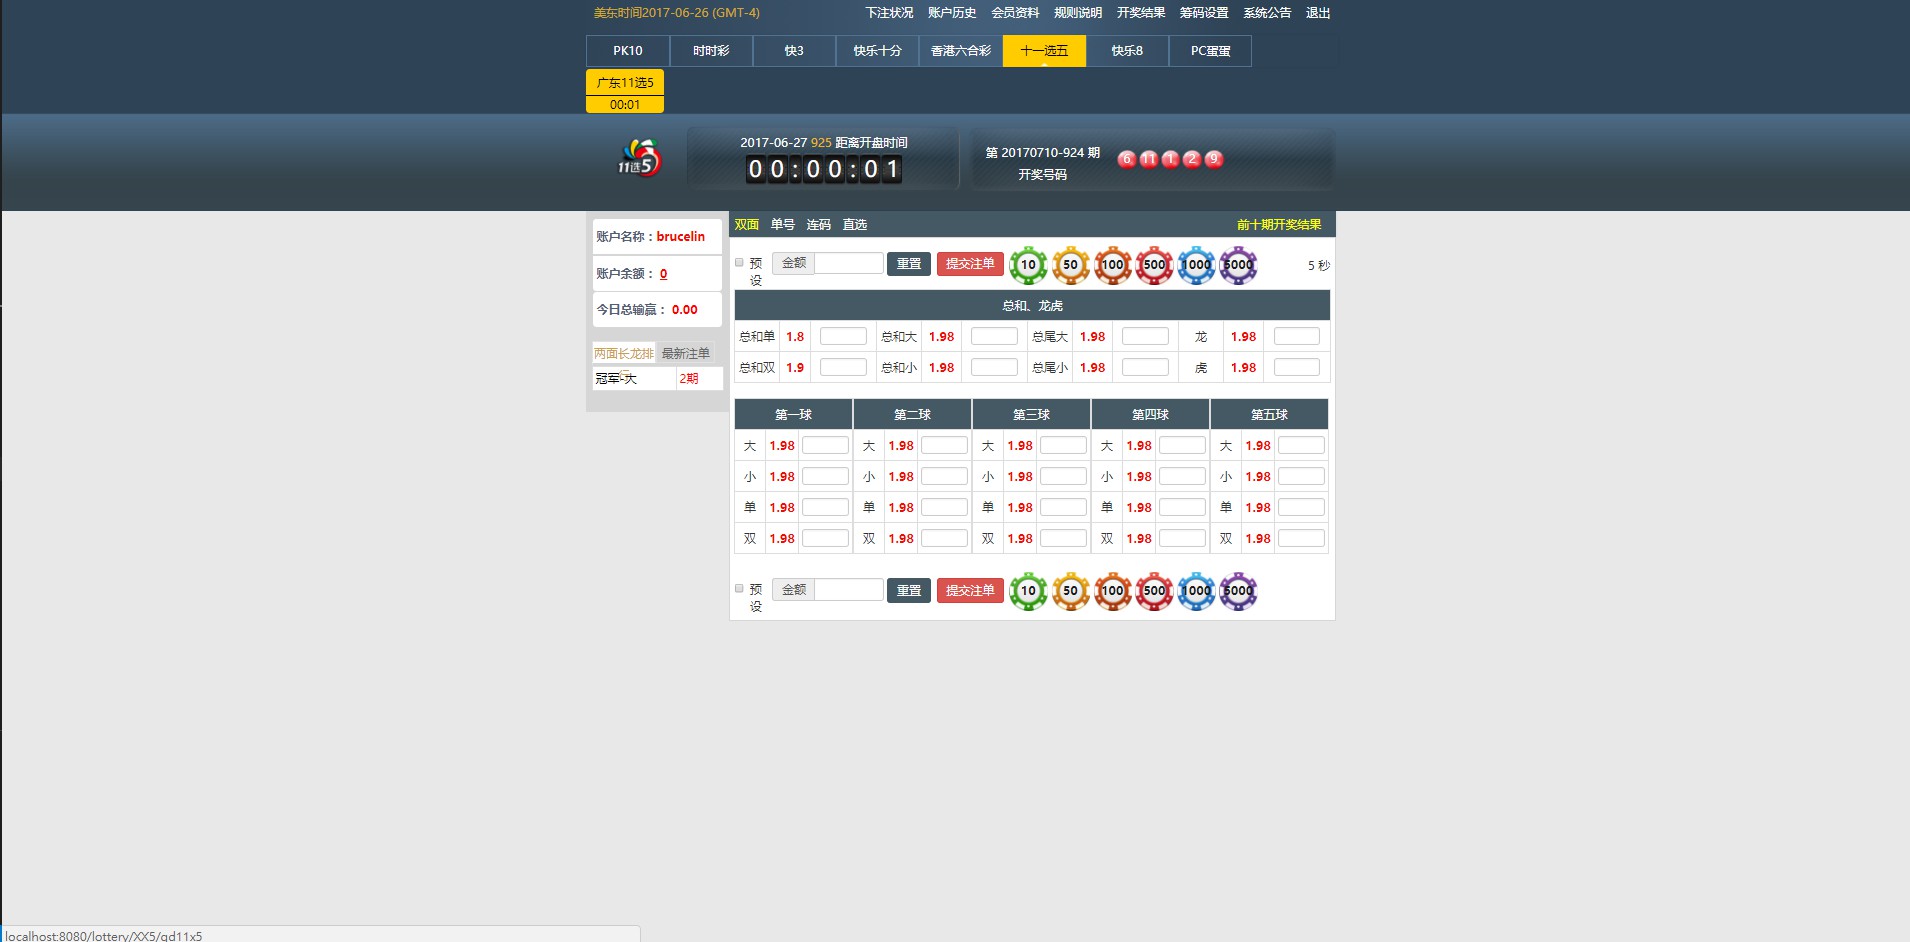 美东时间2017-06-26 (GMT-4) 下注状况 账户历史 会员资料 规则说明 开奖结果 筹码设置 系统公告 退出
PK10 时时彩 快3 快乐十分 香港六合彩 十一选五 快乐8 PC蛋蛋
广东11选5
00:01
11选5
2017-06-27 925 距离开盘时间
00:00:01
第 20170710-924 期
开奖号码
6 11 1 2 9
账户名称：brucelin
账户余额： 0
今日总输赢： 0.00
两面长龙排 最新注单
冠军-大 2期
双面 单号 连码 直选 前十期开奖结果
预设 金额 重置 提交注单 10 50 100 500 1000 5000 5 秒
总和、龙虎
总和单 1.8 总和大 1.98 总尾大 1.98 龙 1.98
总和双 1.9 总和小 1.98 总尾小 1.98 虎 1.98
第一球 第二球 第三球 第四球 第五球
大 1.98 大 1.98 大 1.98 大 1.98 大 1.98
小 1.98 小 1.98 小 1.98 小 1.98 小 1.98
单 1.98 单 1.98 单 1.98 单 1.98 单 1.98
双 1.98 双 1.98 双 1.98 双 1.98 双 1.98
预设 金额 重置 提交注单 10 50 100 500 1000 5000
localhost:8080/lottery/XX5/gd11x5